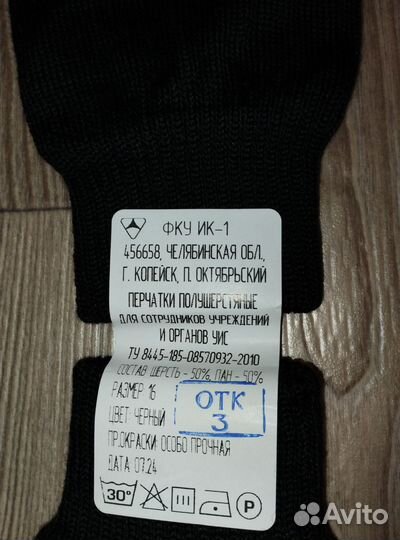 ФКУ ИК-1
456658, ЧЕЛЯБИНСКАЯ ОБЛ.,
Г. КОПЕЙСК, П. ОКТЯБРЬСКИЙ
ПЕРЧАТКИ ПОЛУШЕРСТЯНЫЕ
ДЛЯ СОТРУДНИКОВ УЧРЕЖДЕНИЙ
И ОРГАНОВ УИС
ТУ 8445-185-08570932-2010
СОСТАВ: ШЕРСТЬ - 50%, ПАН - 50%
РАЗМЕР: 16
ЦВЕТ: ЧЕРНЫЙ
ПР.ОКРАСКИ: ОСОБО ПРОЧНАЯ
ДАТА: 07.24
ОТК
3
30° P
Avito